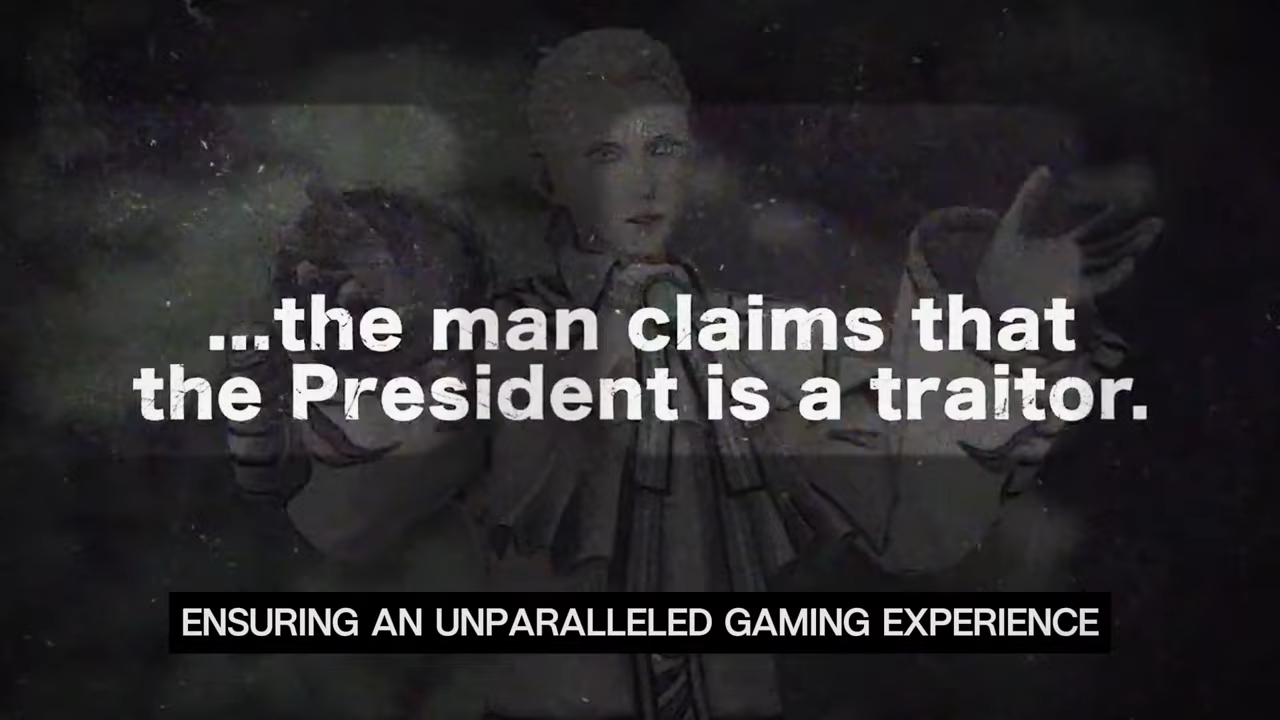 ...the man claims that
the President is a traitor.
ENSURING AN UNPARALLELED GAMING EXPERIENCE